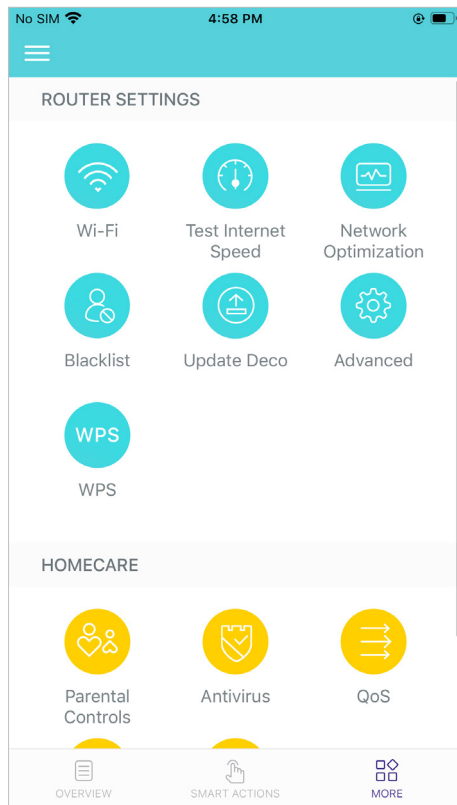 No SIM 4:58 PM
ROUTER SETTINGS
Wi-Fi Test Internet Network
Speed Optimization
Blacklist Update Deco Advanced
WPS
WPS
HOMECARE
Parental Antivirus QoS
Controls
OVERVIEW SMART ACTIONS MORE